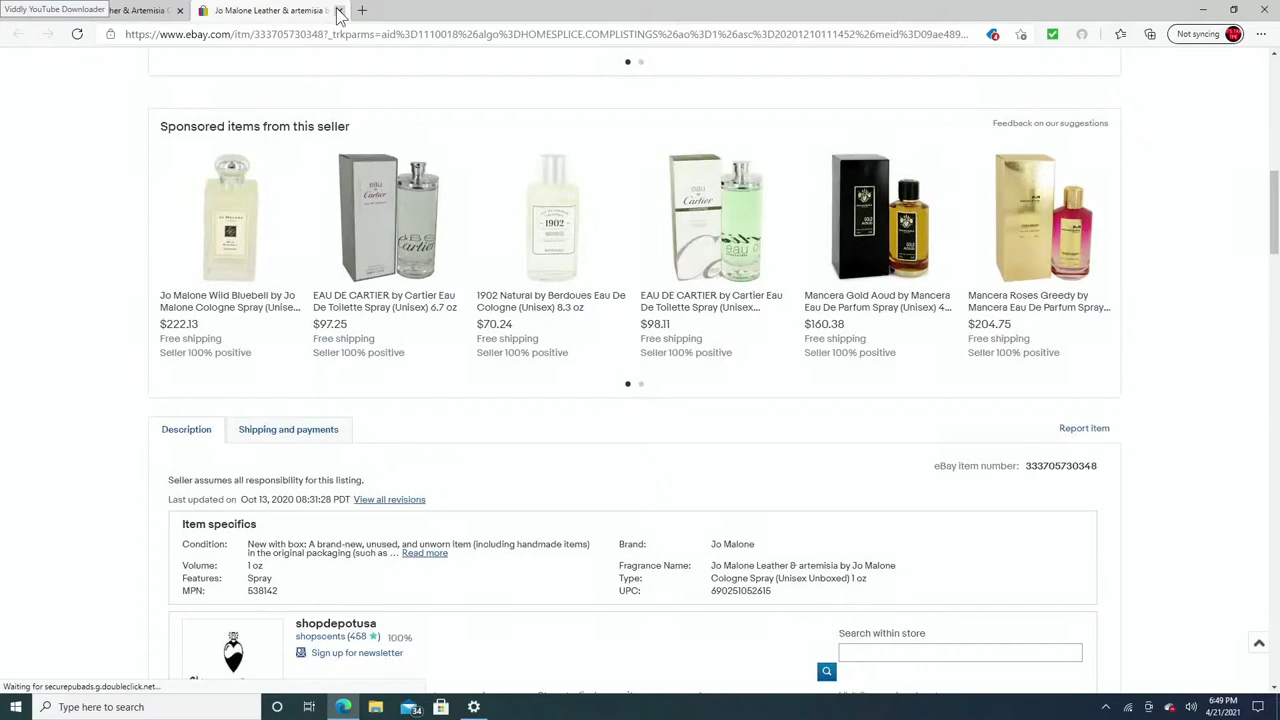 Viddly YouTube Downloader
her & Artemisia C
Jo Malone Leather & artemisia b
https://www.ebay.com/itm/333705730348?_trkparms=aid%3D1110018%26algo%3DHOMESPLICE.COMPLISTINGS%26ao%3D1%26asc%3D20201210111452%26meid%3D09ae489...
Not syncing
Sponsored items from this seller
Feedback on our suggestions
Jo Malone Wild Bluebell by Jo
Malone Cologne Spray (Unise...
$222.13
Free shipping
Seller 100% positive
EAU DE CARTIER by Cartier Eau
De Toilette Spray (Unisex) 6.7 oz
$97.25
Free shipping
Seller 100% positive
1902 Natural by Berdoues Eau De
Cologne (Unisex) 8.3 oz
$70.24
Free shipping
Seller 100% positive
EAU DE CARTIER by Cartier Eau
De Toilette Spray (Unisex...
$98.11
Free shipping
Seller 100% positive
Mancera Gold Aoud by Mancera
Eau De Parfum Spray (Unisex) 4...
$160.38
Free shipping
Seller 100% positive
Mancera Roses Greedy by
Mancera Eau De Parfum Spray...
$204.75
Free shipping
Seller 100% positive
Description
Shipping and payments
Report item
eBay item number: 333705730348
Seller assumes all responsibility for this listing.
Last updated on Oct 13, 2020 08:31:28 PDT View all revisions
Item specifics
Condition: New with box: A brand-new, unused, and unworn item (including handmade items)
in the original packaging (such as ... Read more
Brand: Jo Malone
Volume: 1 oz
Fragrance Name: Jo Malone Leather & artemisia by Jo Malone
Features: Spray
Type: Cologne Spray (Unisex Unboxed) 1 oz
MPN: 538142
UPC: 690251052615
shopdepotusa
shopscents (458 ) 100%
Sign up for newsletter
Search within store
Waiting for securepubads.g.doubleclick.net...
Type here to search
34
6:49 PM
4/21/2021